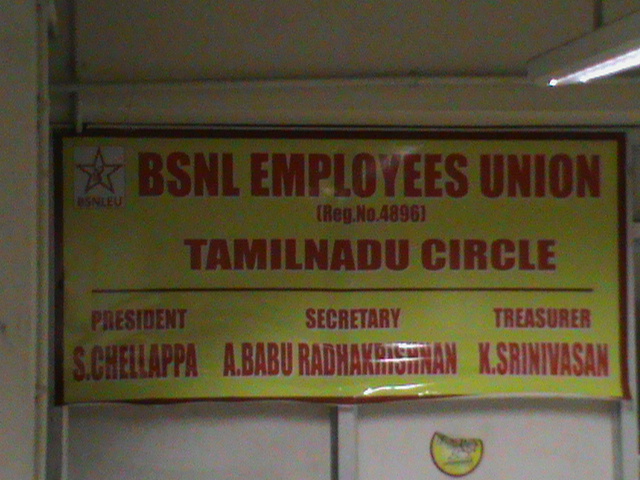 BSNL EMPLOYEES UNION
BSNLEU
(Reg.No.4896)
TAMILNADU CIRCLE
PRESIDENT SECRETARY TREASURER
S.CHELLAPPA A.BABU RADHAKRISHNAN K.SRINIVASAN